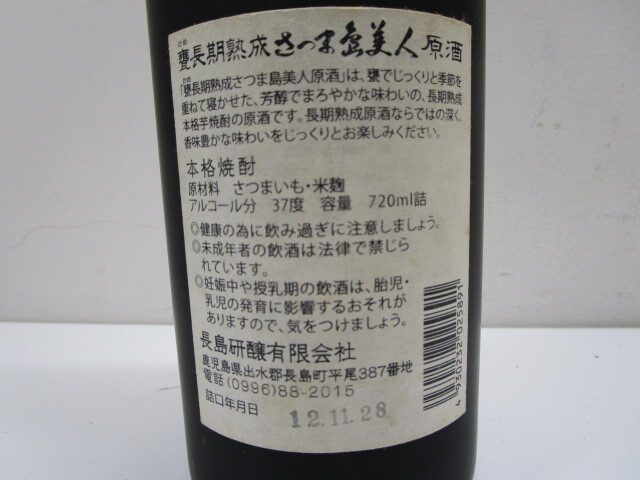 かめ
甕長期熟成さつま島美人原酒
かめ
「甕長期熟成さつま島美人原酒」は、甕でじっくりと季節を
重ねて寝かせた、芳醇でまろやかな味わいの、長期熟成
本格芋焼酎の原酒です。長期熟成原酒ならではの深く、
香味豊かな味わいをじっくりとお楽しみください。
本格焼酎
原材料 さつまいも・米麹
アルコール分 37度 容量 720ml詰
◎健康の為に飲み過ぎに注意しましょう。
◎未成年者の飲酒は法律で禁じら
れています。
◎妊娠中や授乳期の飲酒は、胎児・
乳児の発育に影響するおそれが
ありますので、気をつけましょう。
長島研醸有限会社
鹿児島県出水郡長島町平尾387番地
電話(0996)88-2015
詰口年月日 12.11.28
4 930232 025891